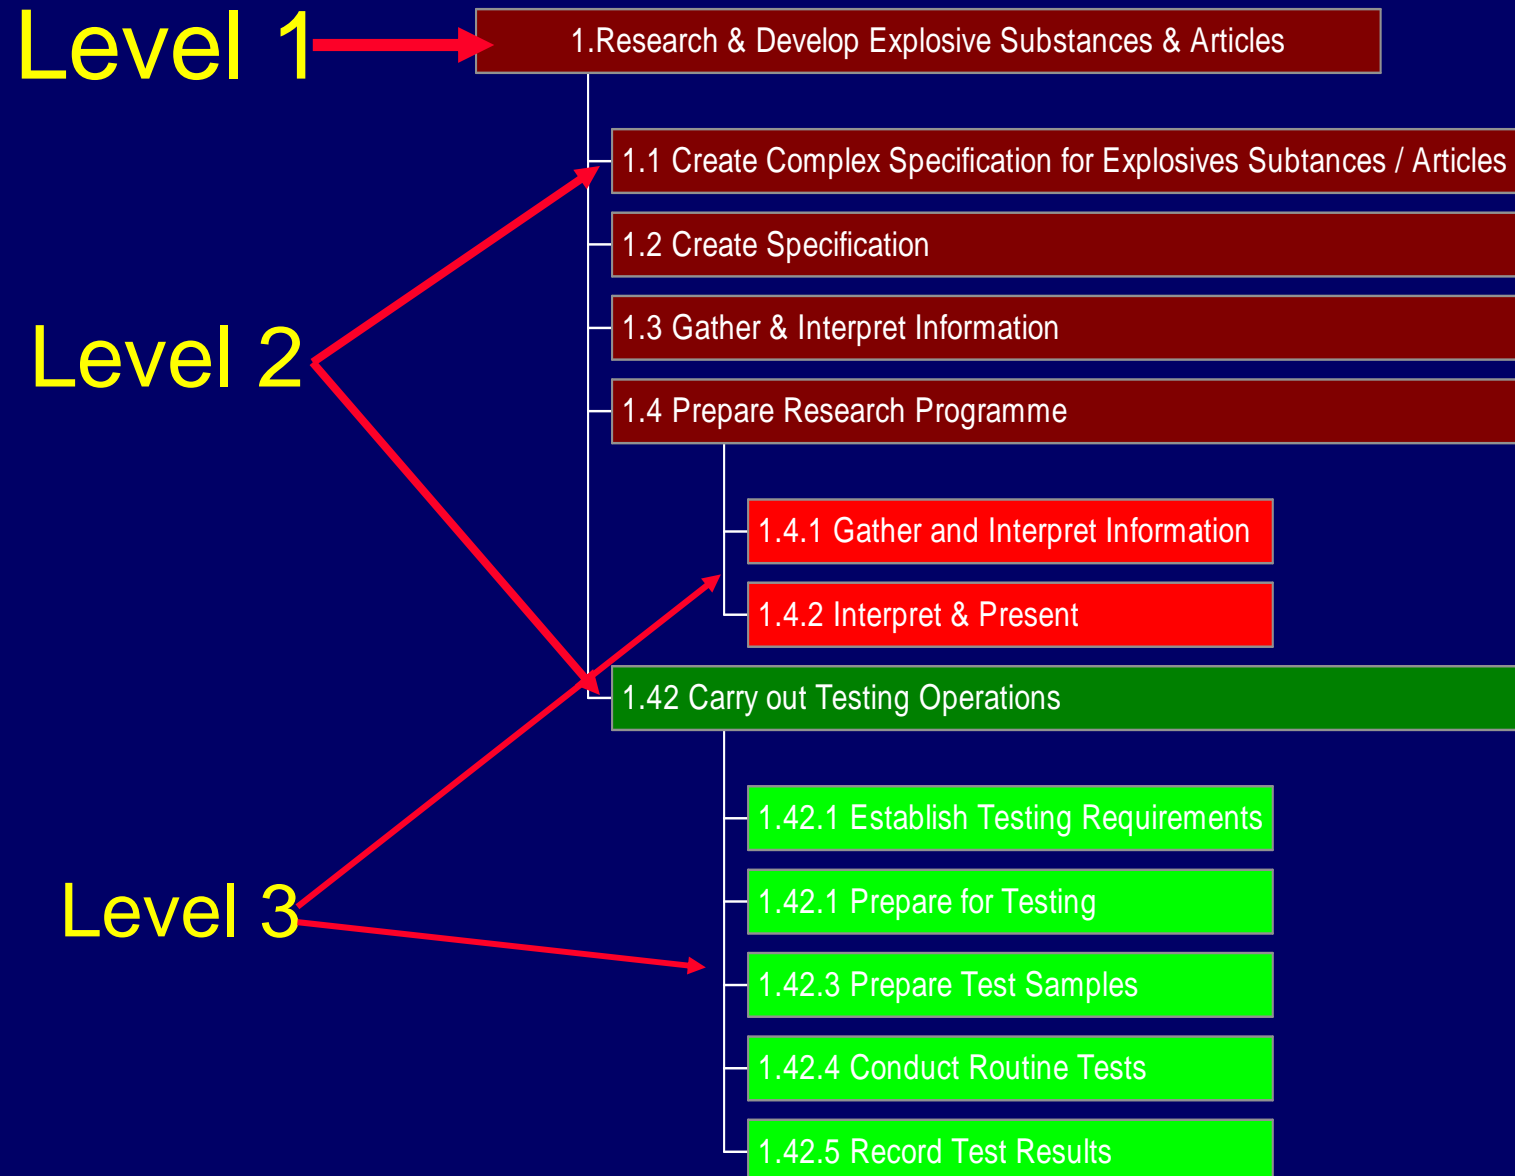 Level 1
1.Research & Develop Explosive Substances & Articles
1.1 Create Complex Specification for Explosives Subtances / Articles
1.2 Create Specification
1.3 Gather & Interpret Information
Level 2
1.4 Prepare Research Programme
1.4.1 Gather and Interpret Information
1.4.2 Interpret & Present
1.42 Carry out Testing Operations
1.42.1 Establish Testing Requirements
Level 3
1.42.1 Prepare for Testing
1.42.3 Prepare Test Samples
1.42.4 Conduct Routine Tests
1.42.5 Record Test Results